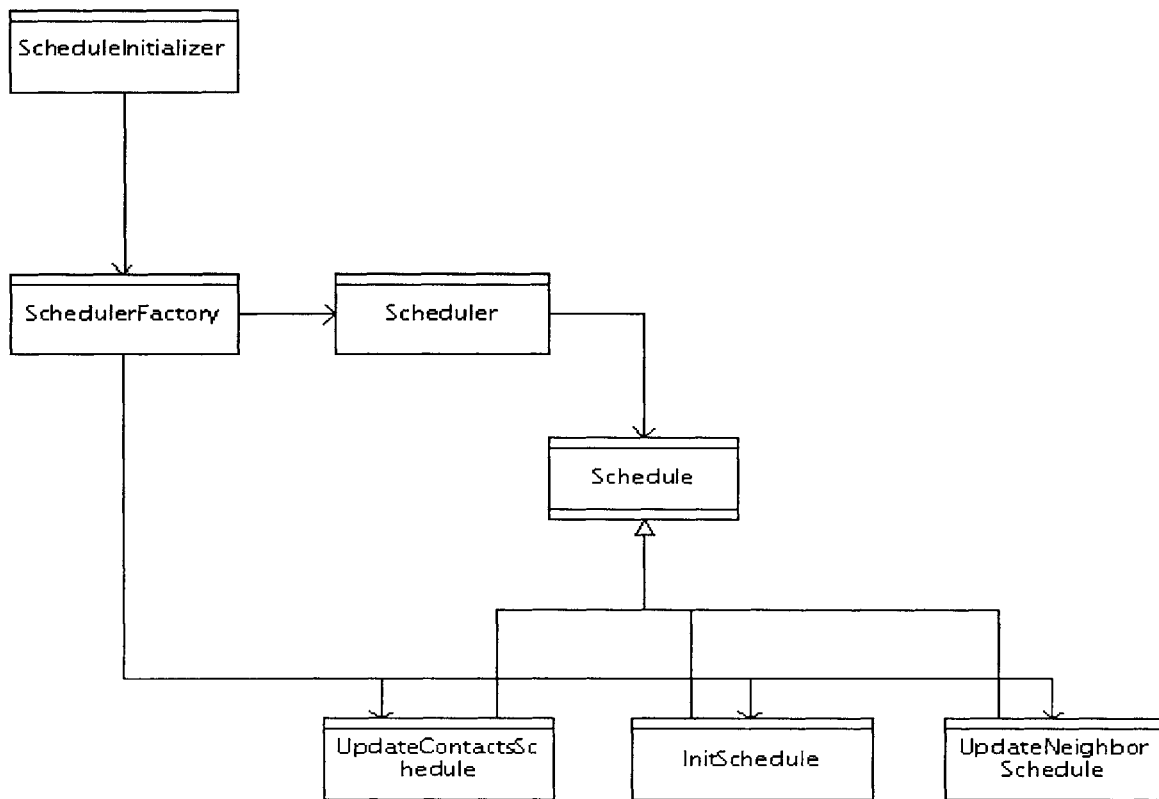 ScheduleInitializer
SchedulerFactory
Scheduler
Schedule
UpdateContactsSc
hedule
InitSchedule
UpdateNeighbor
Schedule